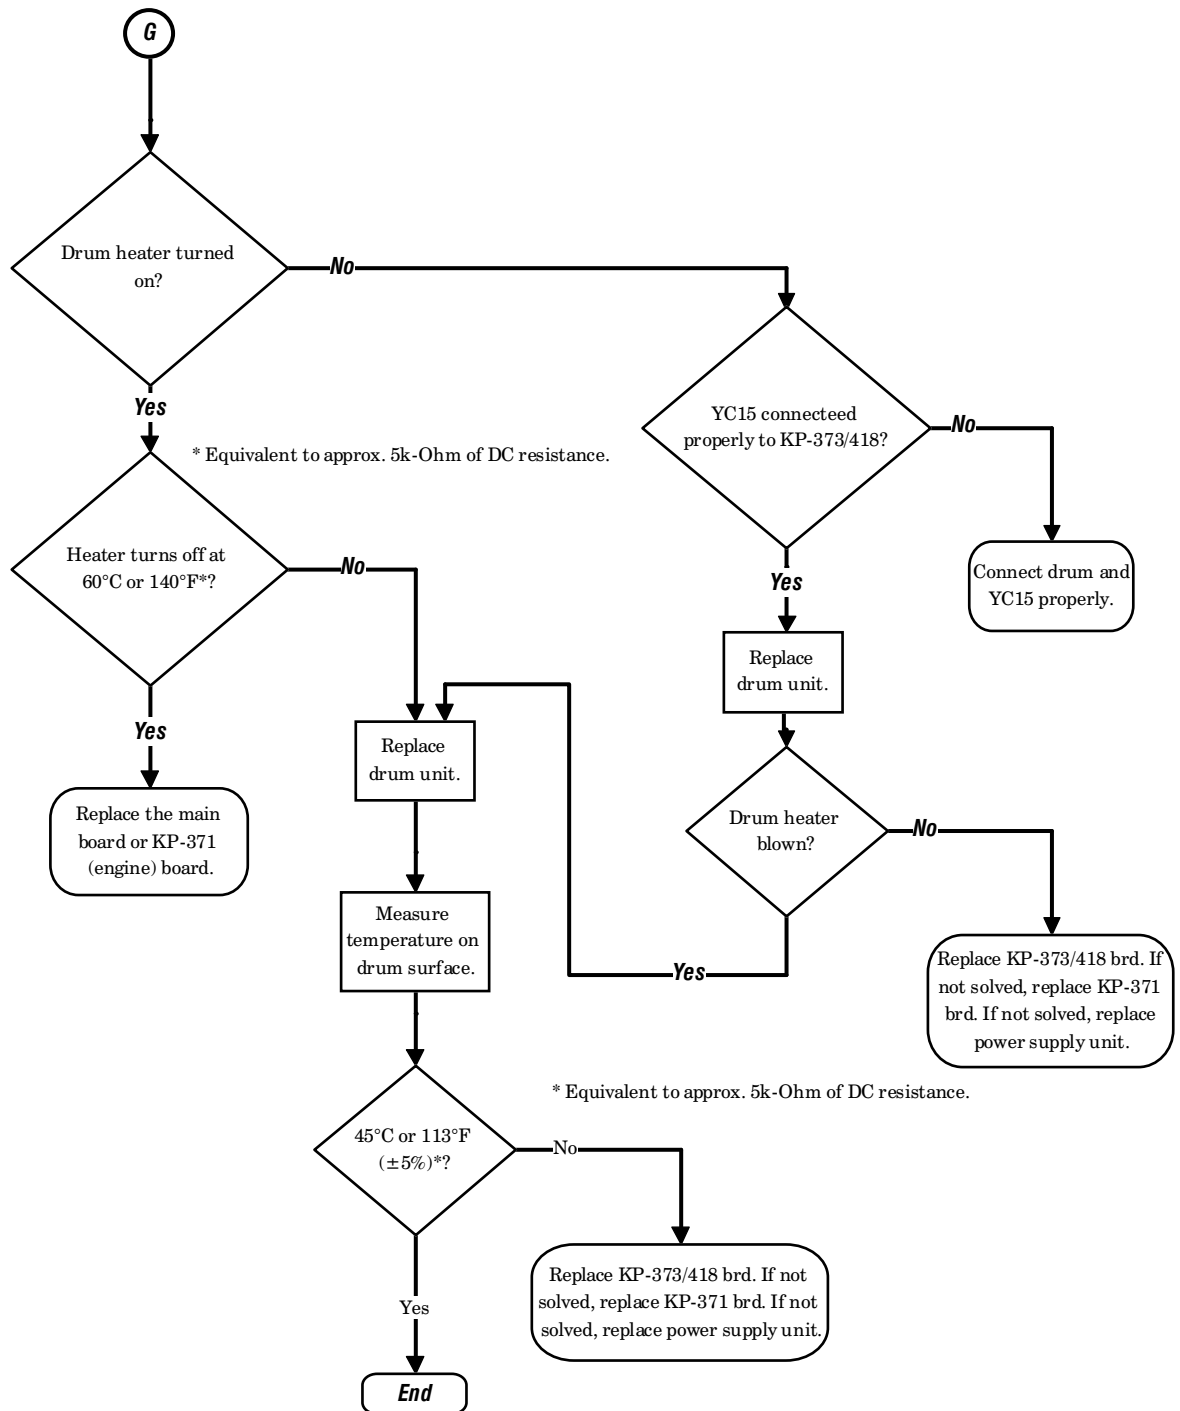 G
Drum heater turned
on?
No
Yes
YC15 connecteed
properly to KP-373/418?
No
* Equivalent to approx. 5k-Ohm of DC resistance.
Heater turns off at
60°C or 140°F*?
No
Yes
Connect drum and
YC15 properly.
Yes
Replace
drum unit.
Replace
drum unit.
Replace the main
board or KP-371
(engine) board.
Drum heater
blown?
No
Yes
Measure
temperature on
drum surface.
Replace KP-373/418 brd. If
not solved, replace KP-371
brd. If not solved, replace
power supply unit.
* Equivalent to approx. 5k-Ohm of DC resistance.
45°C or 113°F
(±5%)*?
No
Replace KP-373/418 brd. If not
solved, replace KP-371 brd. If not
solved, replace power supply unit.
Yes
End